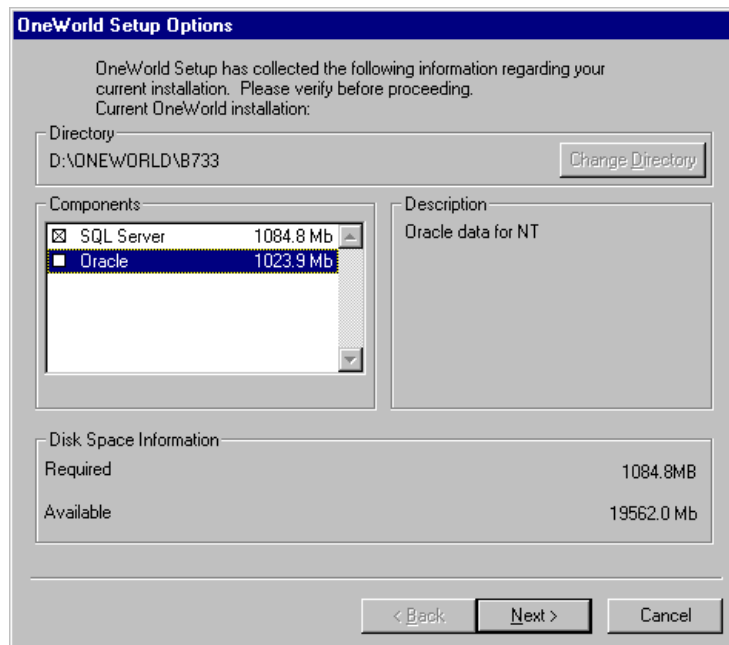 OneWorld Setup Options
OneWorld Setup has collected the following information regarding your
current installation.  Please verify before proceeding.
Current OneWorld installation:
Directory
D:\ONEWORLD\B733
Change Directory
Components
SQL Server 1084.8 Mb
Oracle 1023.9 Mb
Description
Oracle data for NT
Disk Space Information
Required 1084.8MB
Available 19562.0 Mb
< Back Next > Cancel